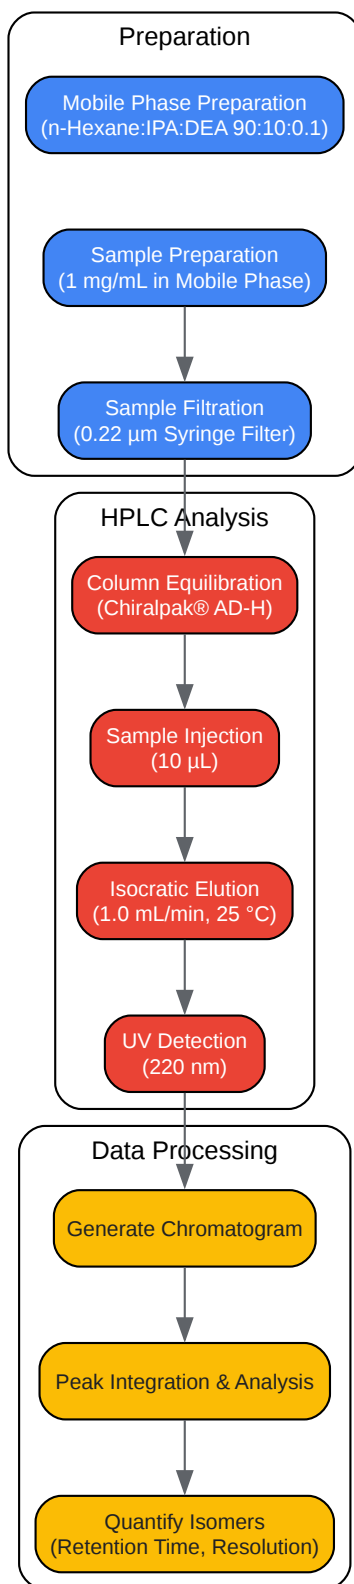 Preparation
Mobile Phase Preparation
(n-Hexane:IPA:DEA 90:10:0.1)
Sample Preparation
(1 mg/mL in Mobile Phase)
Sample Filtration
(0.22 µm Syringe Filter)
HPLC Analysis
Column Equilibration
(Chiralpak® AD-H)
Sample Injection
(10 µL)
Isocratic Elution
(1.0 mL/min, 25 °C)
UV Detection
(220 nm)
Data Processing
Generate Chromatogram
Peak Integration & Analysis
Quantify Isomers
(Retention Time, Resolution)